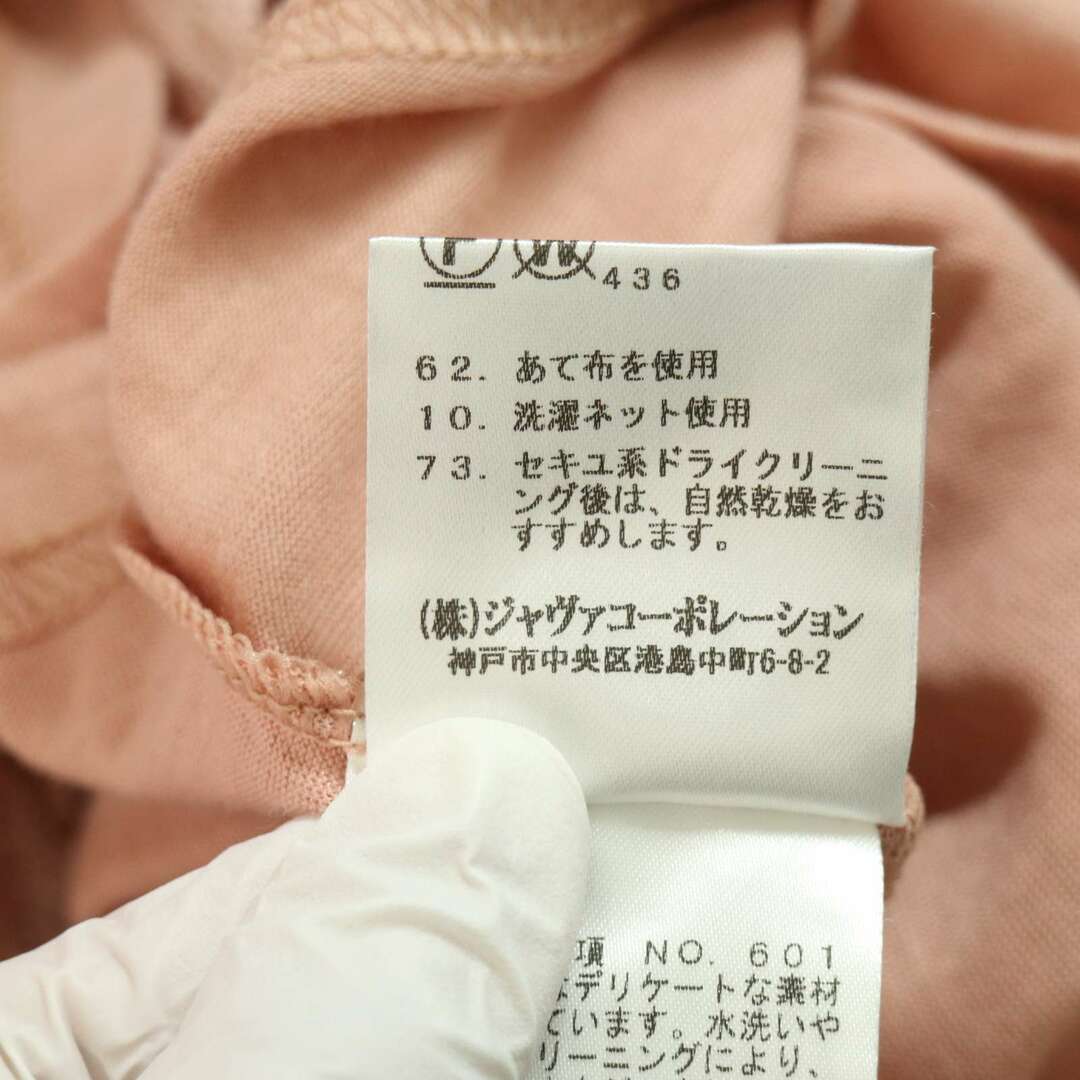 P W 436
62. あて布を使用
10. 洗濯ネット使用
73. セキユ系ドライクリーニ
ング後は、自然乾燥をお
すすめします。
(株)ジャヴァコーポレーション
神戸市中央区港島中町6-8-2
項 NO. 601
デリケートな素材
ています。水洗いや
リーニングにより、